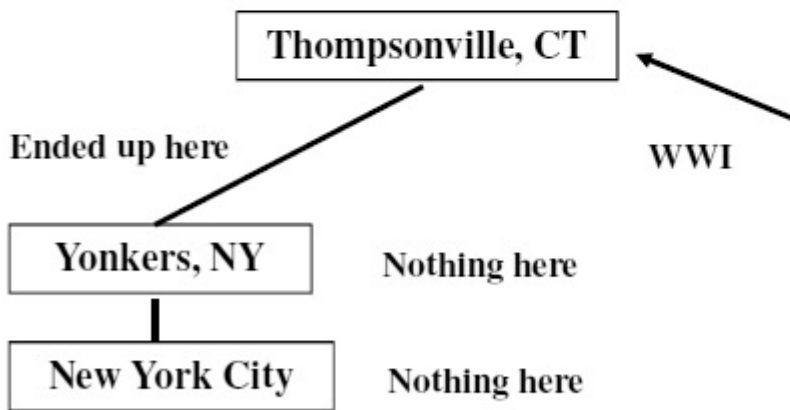 Thompsonville, CT
Ended up here
WWI
Yonkers, NY
Nothing here
New York City
Nothing here